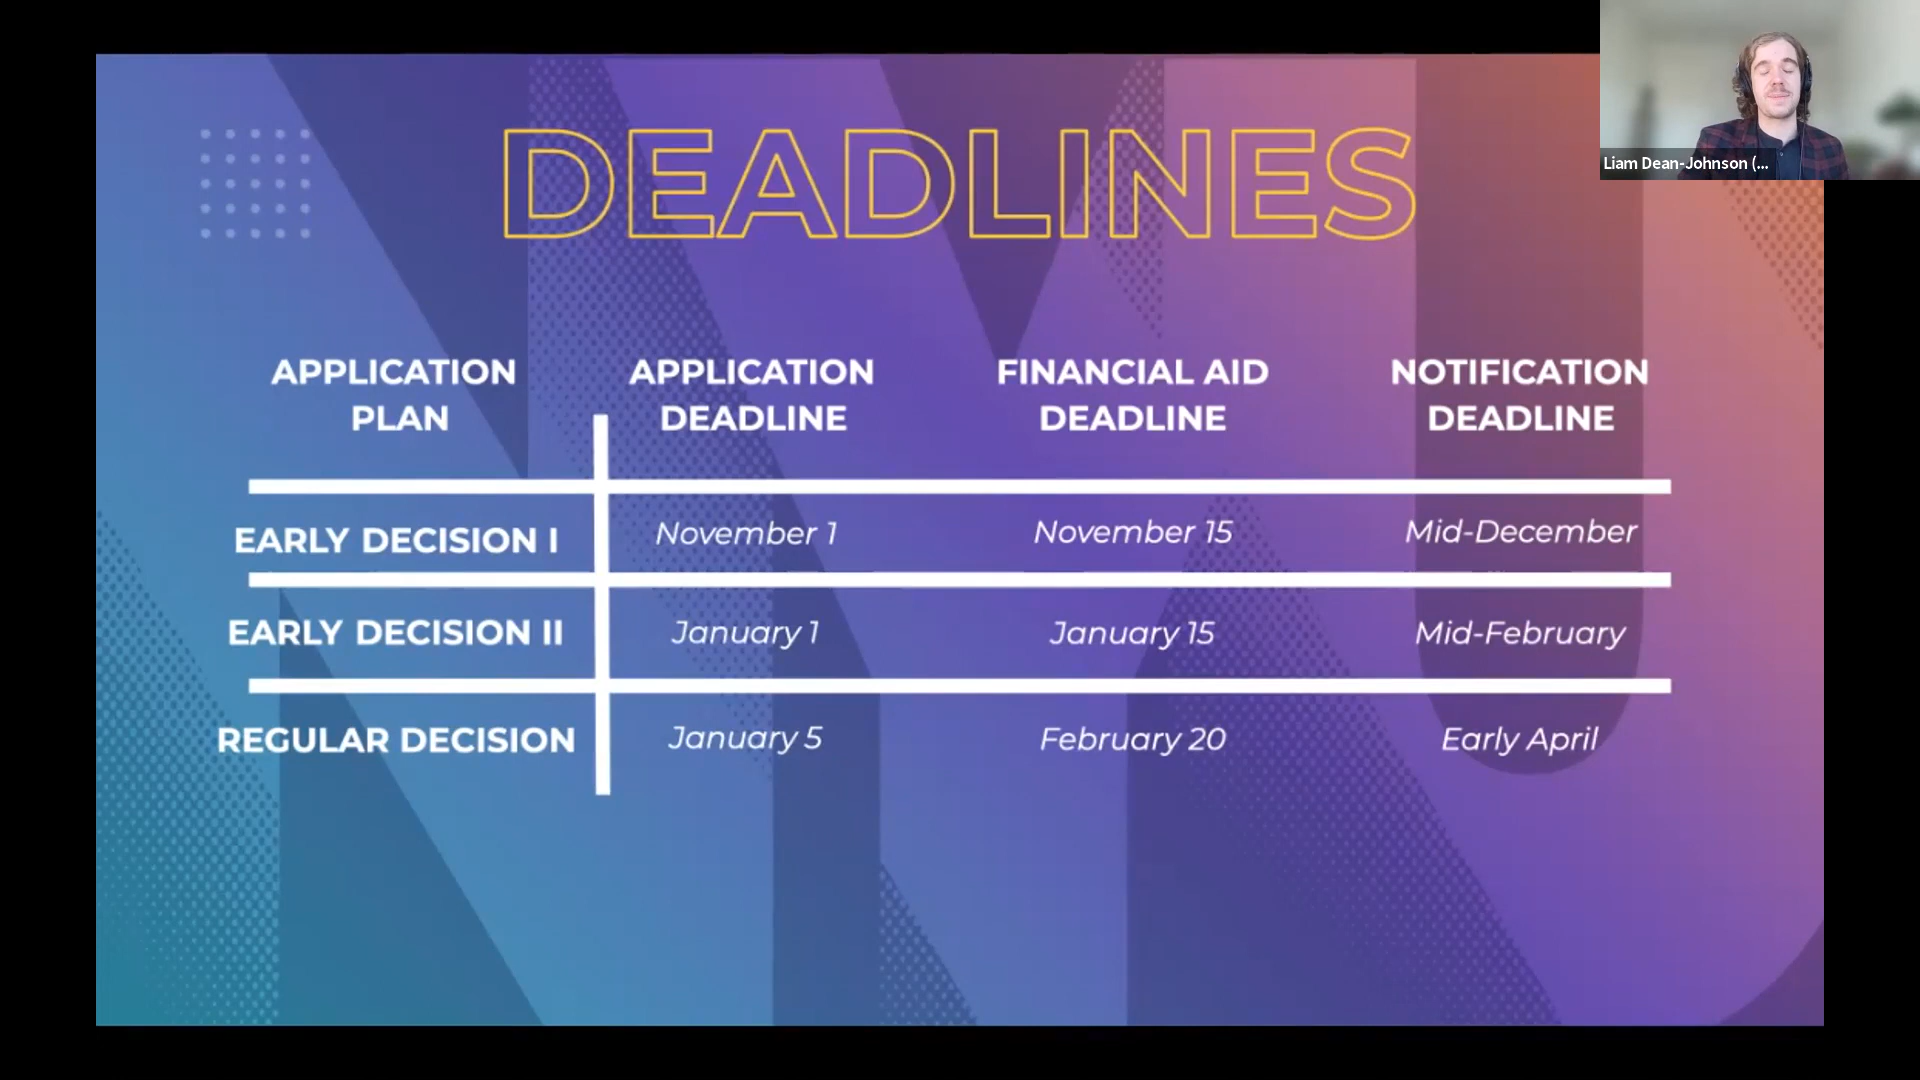 DEADLINES
Liam Dean-Johnson (...
APPLICATION
PLAN
APPLICATION
DEADLINE
FINANCIAL AID
DEADLINE
NOTIFICATION
DEADLINE
EARLY DECISION I
November 1
November 15
Mid-December
EARLY DECISION II
January 1
January 15
Mid-February
REGULAR DECISION
January 5
February 20
Early April